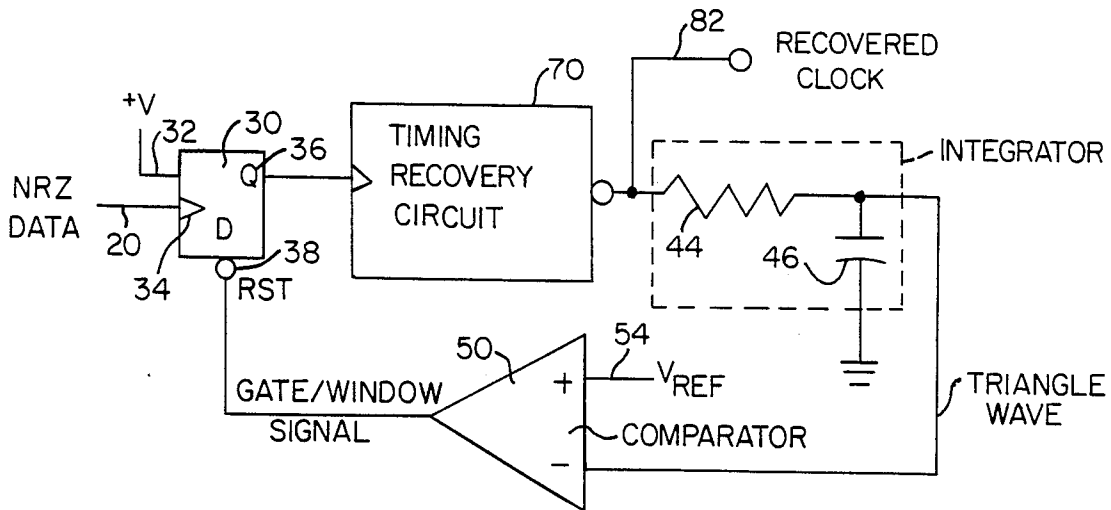 82
RECOVERED
CLOCK
70
+V
32
30
36
Q
TIMING
RECOVERY
CIRCUIT
INTEGRATOR
NRZ
DATA
20
34
D
38
RST
44
46
50
54
+
VREF
GATE/WINDOW
SIGNAL
COMPARATOR
−
TRIANGLE
WAVE